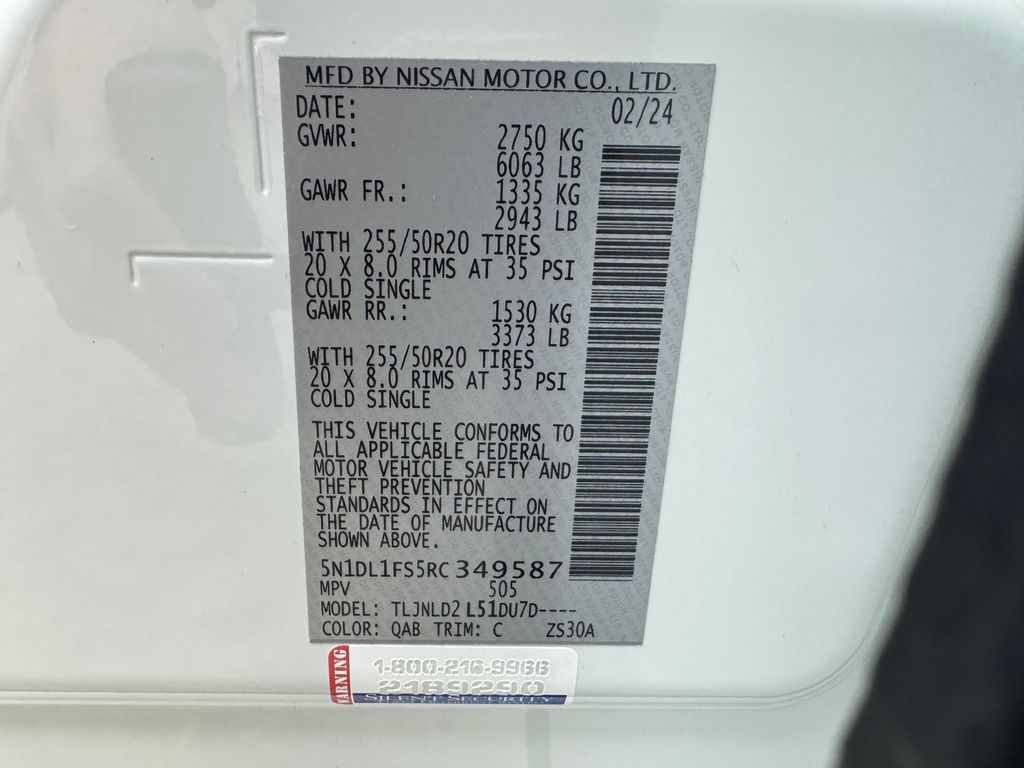 MFD BY NISSAN MOTOR CO., LTD.
DATE: 02/24
GVWR: 2750 KG
6063 LB
GAWR FR.: 1335 KG
2943 LB
WITH 255/50R20 TIRES
20 X 8.0 RIMS AT 35 PSI
COLD SINGLE
GAWR RR.: 1530 KG
3373 LB
WITH 255/50R20 TIRES
20 X 8.0 RIMS AT 35 PSI
COLD SINGLE
THIS VEHICLE CONFORMS TO
ALL APPLICABLE FEDERAL
MOTOR VEHICLE SAFETY AND
THEFT PREVENTION
STANDARDS IN EFFECT ON
THE DATE OF MANUFACTURE
SHOWN ABOVE.
5N1DL1FS5RC349587
MPV 505
MODEL: TLJNLD2 L51DU7D----
COLOR: QAB TRIM: C ZS30A
WARNING
1-800-216-9966
2189290
SILENT SECURITY